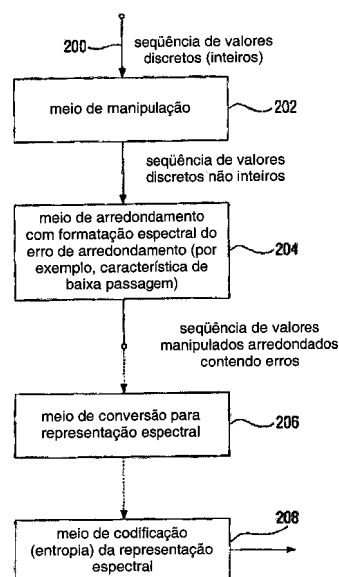 200
seqüência de valores
discretos (inteiros)
meio de manipulação
202
seqüência de valores
discretos não inteiros
meio de arredondamento
com formatação espectral do
erro de arredondamento (por
exemplo, característica de
baixa passagem)
204
seqüência de valores
manipulados arredondados
contendo erros
meio de conversão para
representação espectral
206
meio de codificação
(entropia) da representação
espectral
208